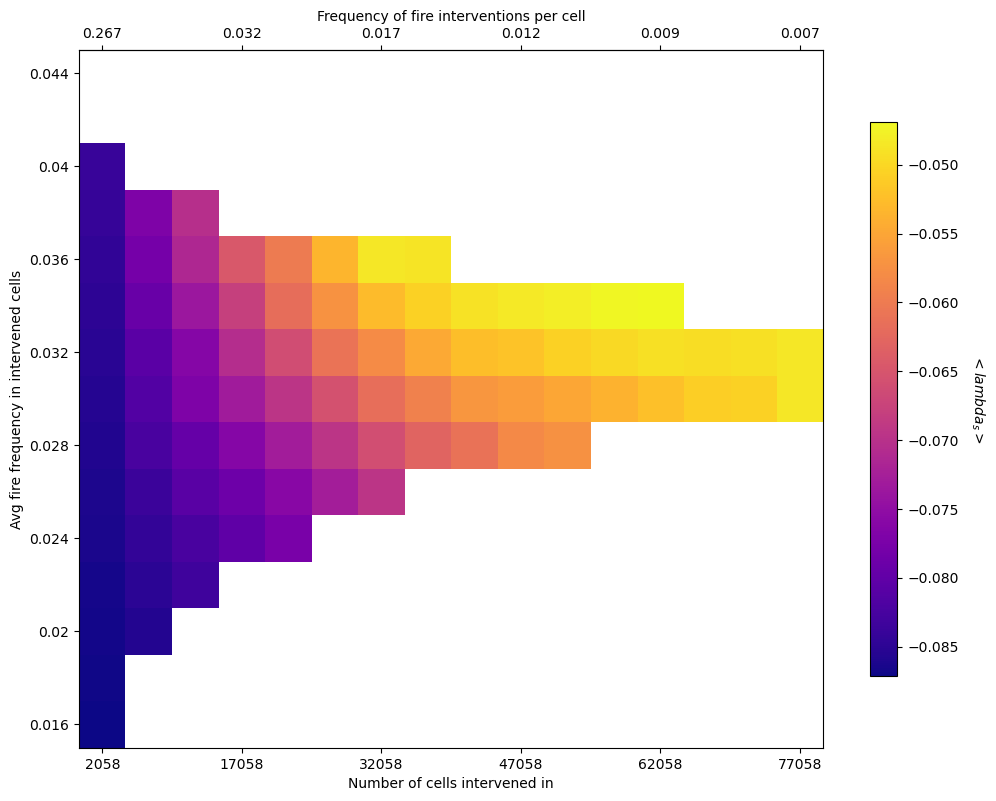 Frequency of fire interventions per cell
0.267 0.032 0.017 0.012 0.009 0.007
0.044
0.04
0.036
0.032
0.028
0.024
0.02
0.016
Avg fire frequency in intervened cells
2058 17058 32058 47058 62058 77058
Number of cells intervened in
−0.050
−0.055
−0.060
−0.065
−0.070
−0.075
−0.080
−0.085
< lambda_s >